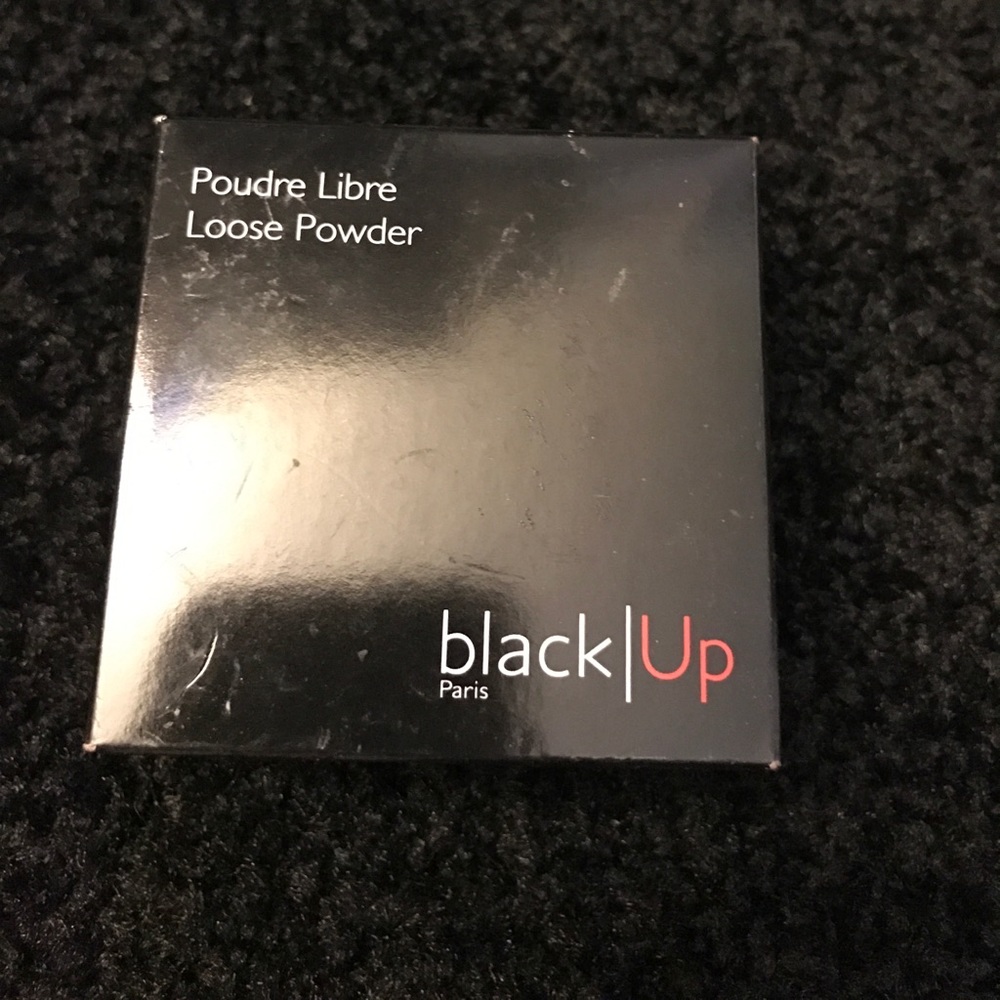 Poudre Libre
Loose Powder
black|Up
Paris